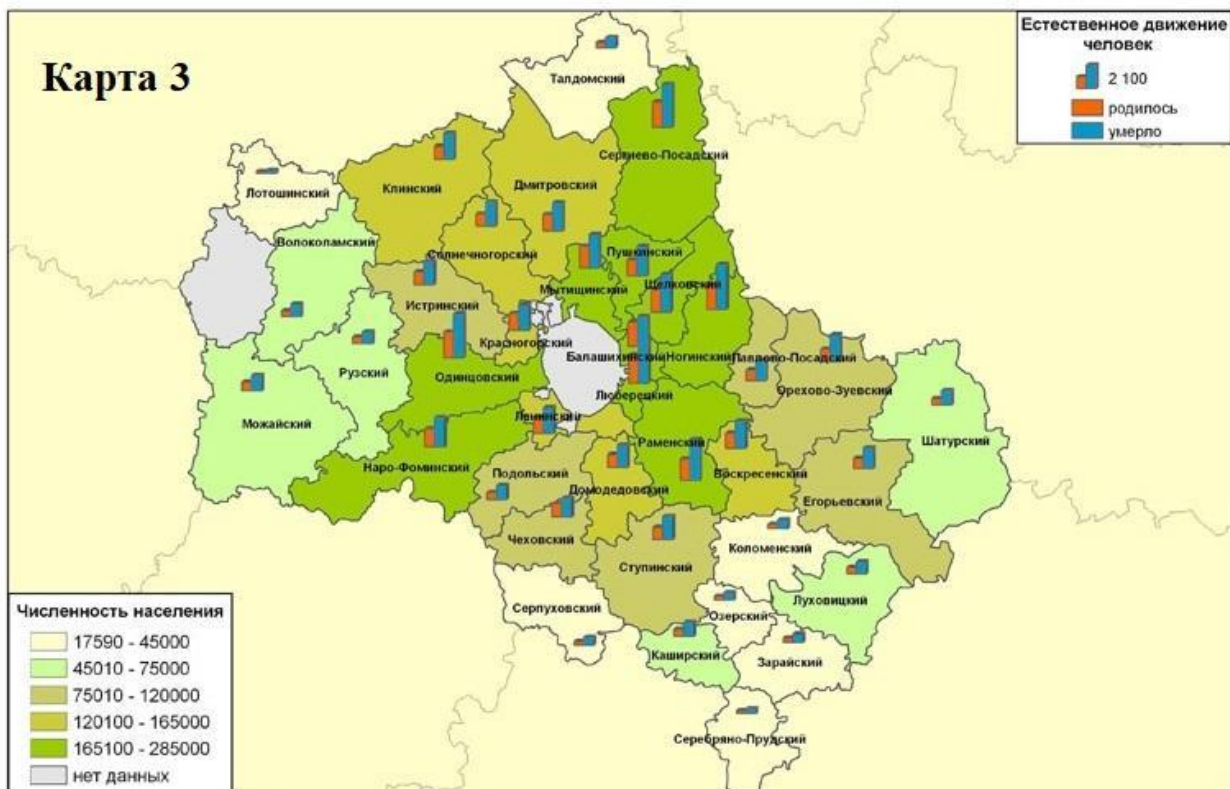 Карта 3
Естественное движение
человек
2 100
родилось
умерло
Талдомский
Сергиево-Посадский
Лотошинский
Клинский
Дмитровский
Волоколамский
Солнечногорский
Пушкинский
Мытищинский
Щелковский
Истринский
Красногорский
Балашихинский
Ногинский
Павлово-Посадский
Рузский
Одинцовский
Орехово-Зуевский
Люберецкий
Ленинский
Можайский
Шатурский
Раменский
Наро-Фоминский
Подольский
Домодедовский
Воскресенский
Егорьевский
Чеховский
Коломенский
Ступинский
Серпуховский
Луховицкий
Озерский
Каширский
Зарайский
Серебряно-Прудский
Численность населения
17590 - 45000
45010 - 75000
75010 - 120000
120100 - 165000
165100 - 285000
нет данных